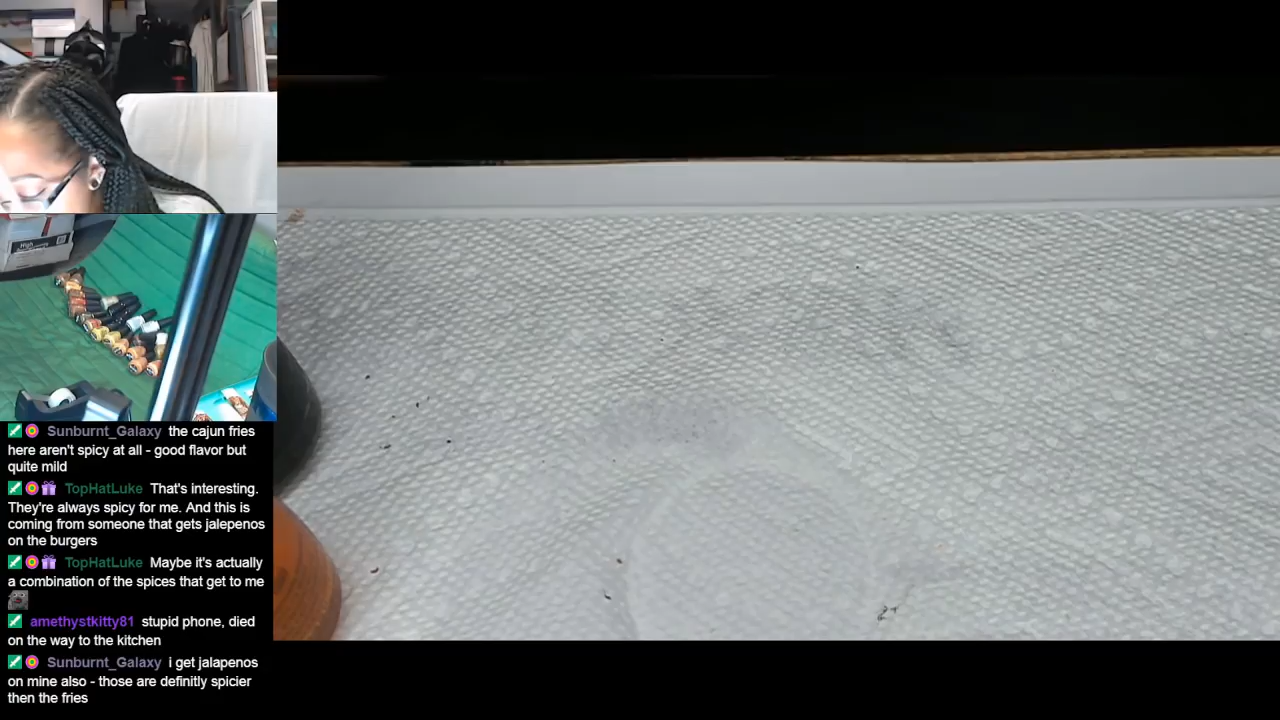 High
Sunburnt_Galaxy the cajun fries
here aren't spicy at all - good flavor but
quite mild
TopHatLuke That's interesting.
They're always spicy for me. And this is
coming from someone that gets jalepenos
on the burgers
TopHatLuke Maybe it's actually
a combination of the spices that get to me
amethystkitty81 stupid phone, died
on the way to the kitchen
Sunburnt_Galaxy i get jalapenos
on mine also - those are definitly spicier
then the fries